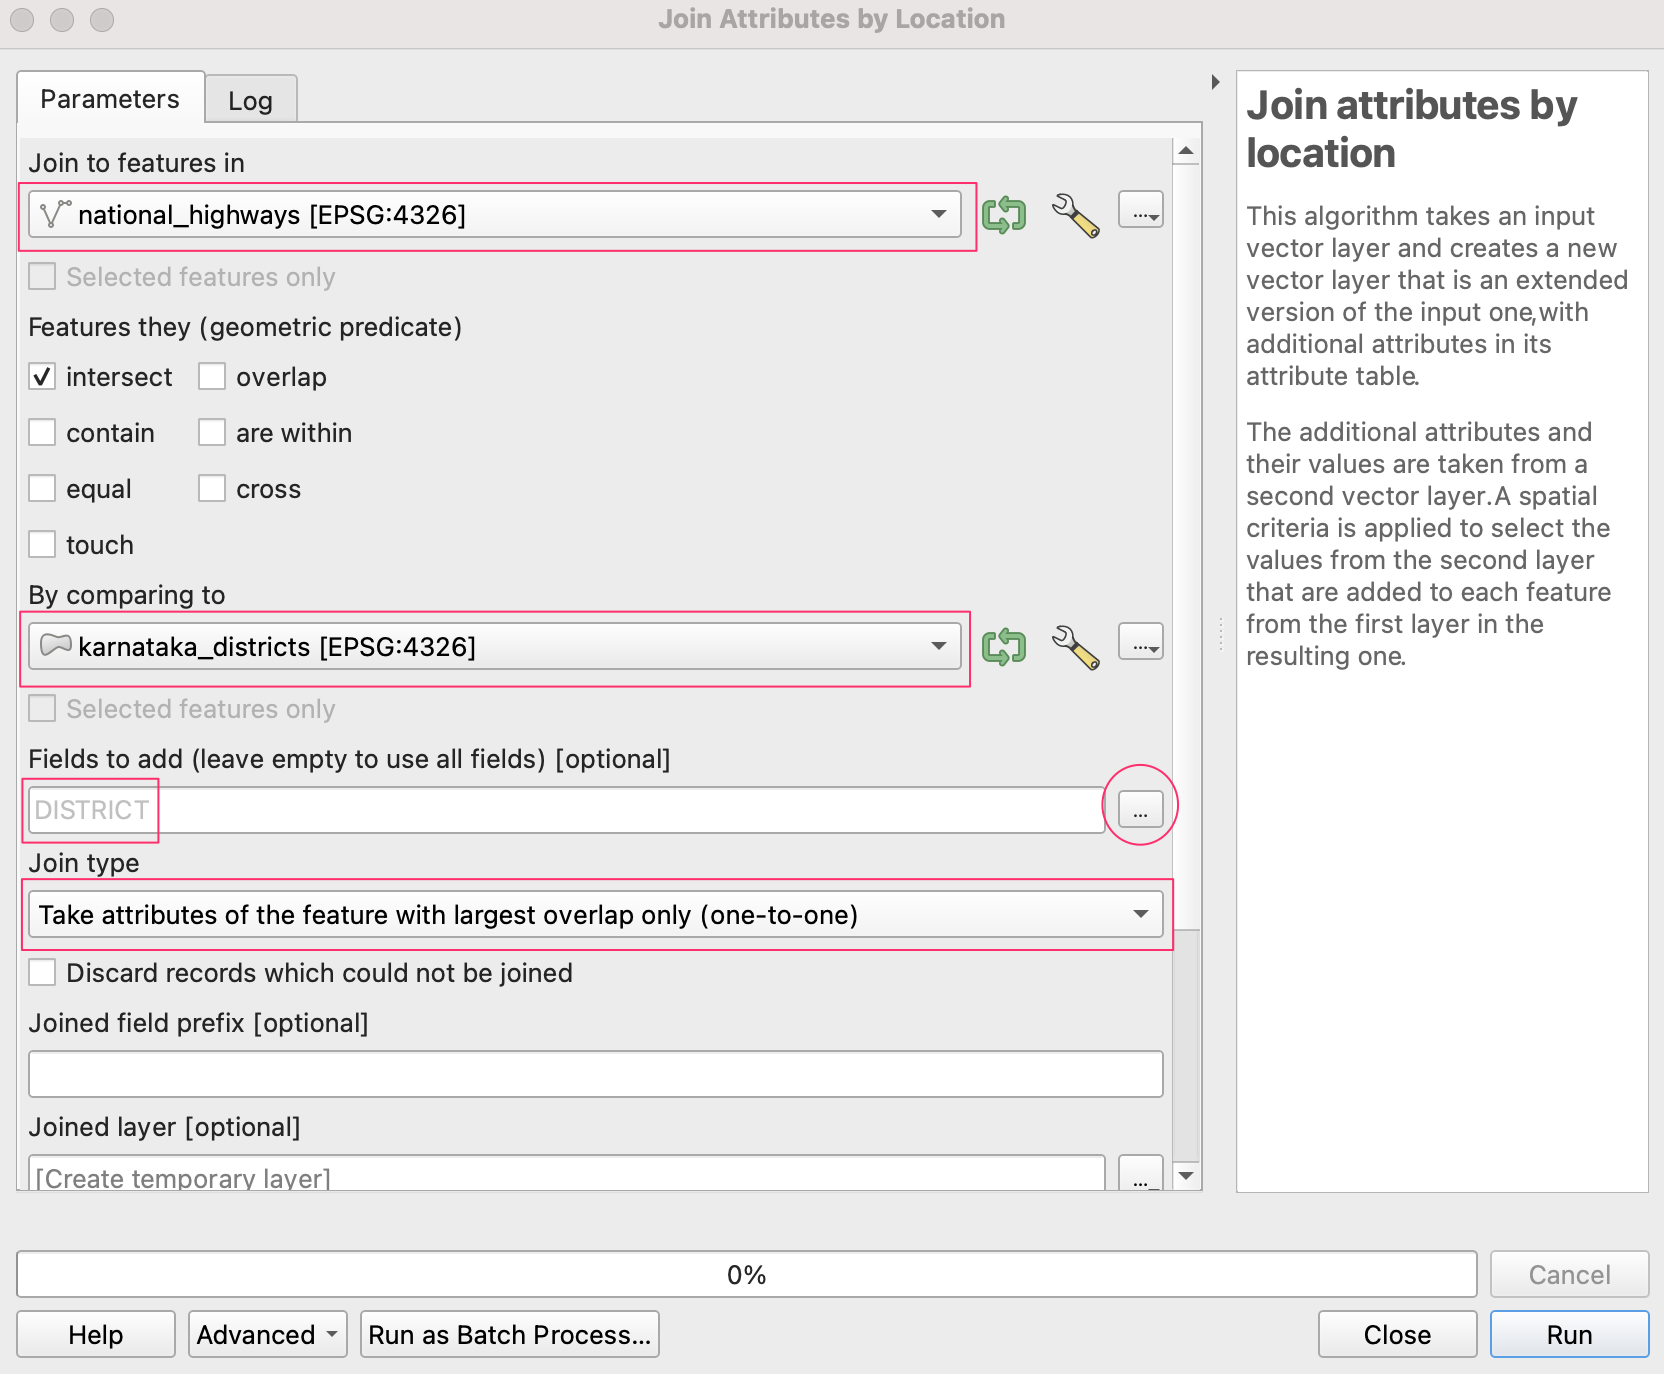 Join Attributes by Location
Parameters
Log
Join to features in
national_highways [EPSG:4326]
...
Selected features only
Features they (geometric predicate)
intersect
overlap
contain
are within
equal
cross
touch
By comparing to
karnataka_districts [EPSG:4326]
...
Selected features only
Fields to add (leave empty to use all fields) [optional]
DISTRICT
...
Join type
Take attributes of the feature with largest overlap only (one-to-one)
Discard records which could not be joined
Joined field prefix [optional]
Joined layer [optional]
[Create temporary layer]
...
Join attributes by
location
This algorithm takes an input
vector layer and creates a new
vector layer that is an extended
version of the input one,with
additional attributes in its
attribute table.
The additional attributes and
their values are taken from a
second vector layer.A spatial
criteria is applied to select the
values from the second layer
that are added to each feature
from the first layer in the
resulting one.
0%
Cancel
Help
Advanced
Run as Batch Process...
Close
Run